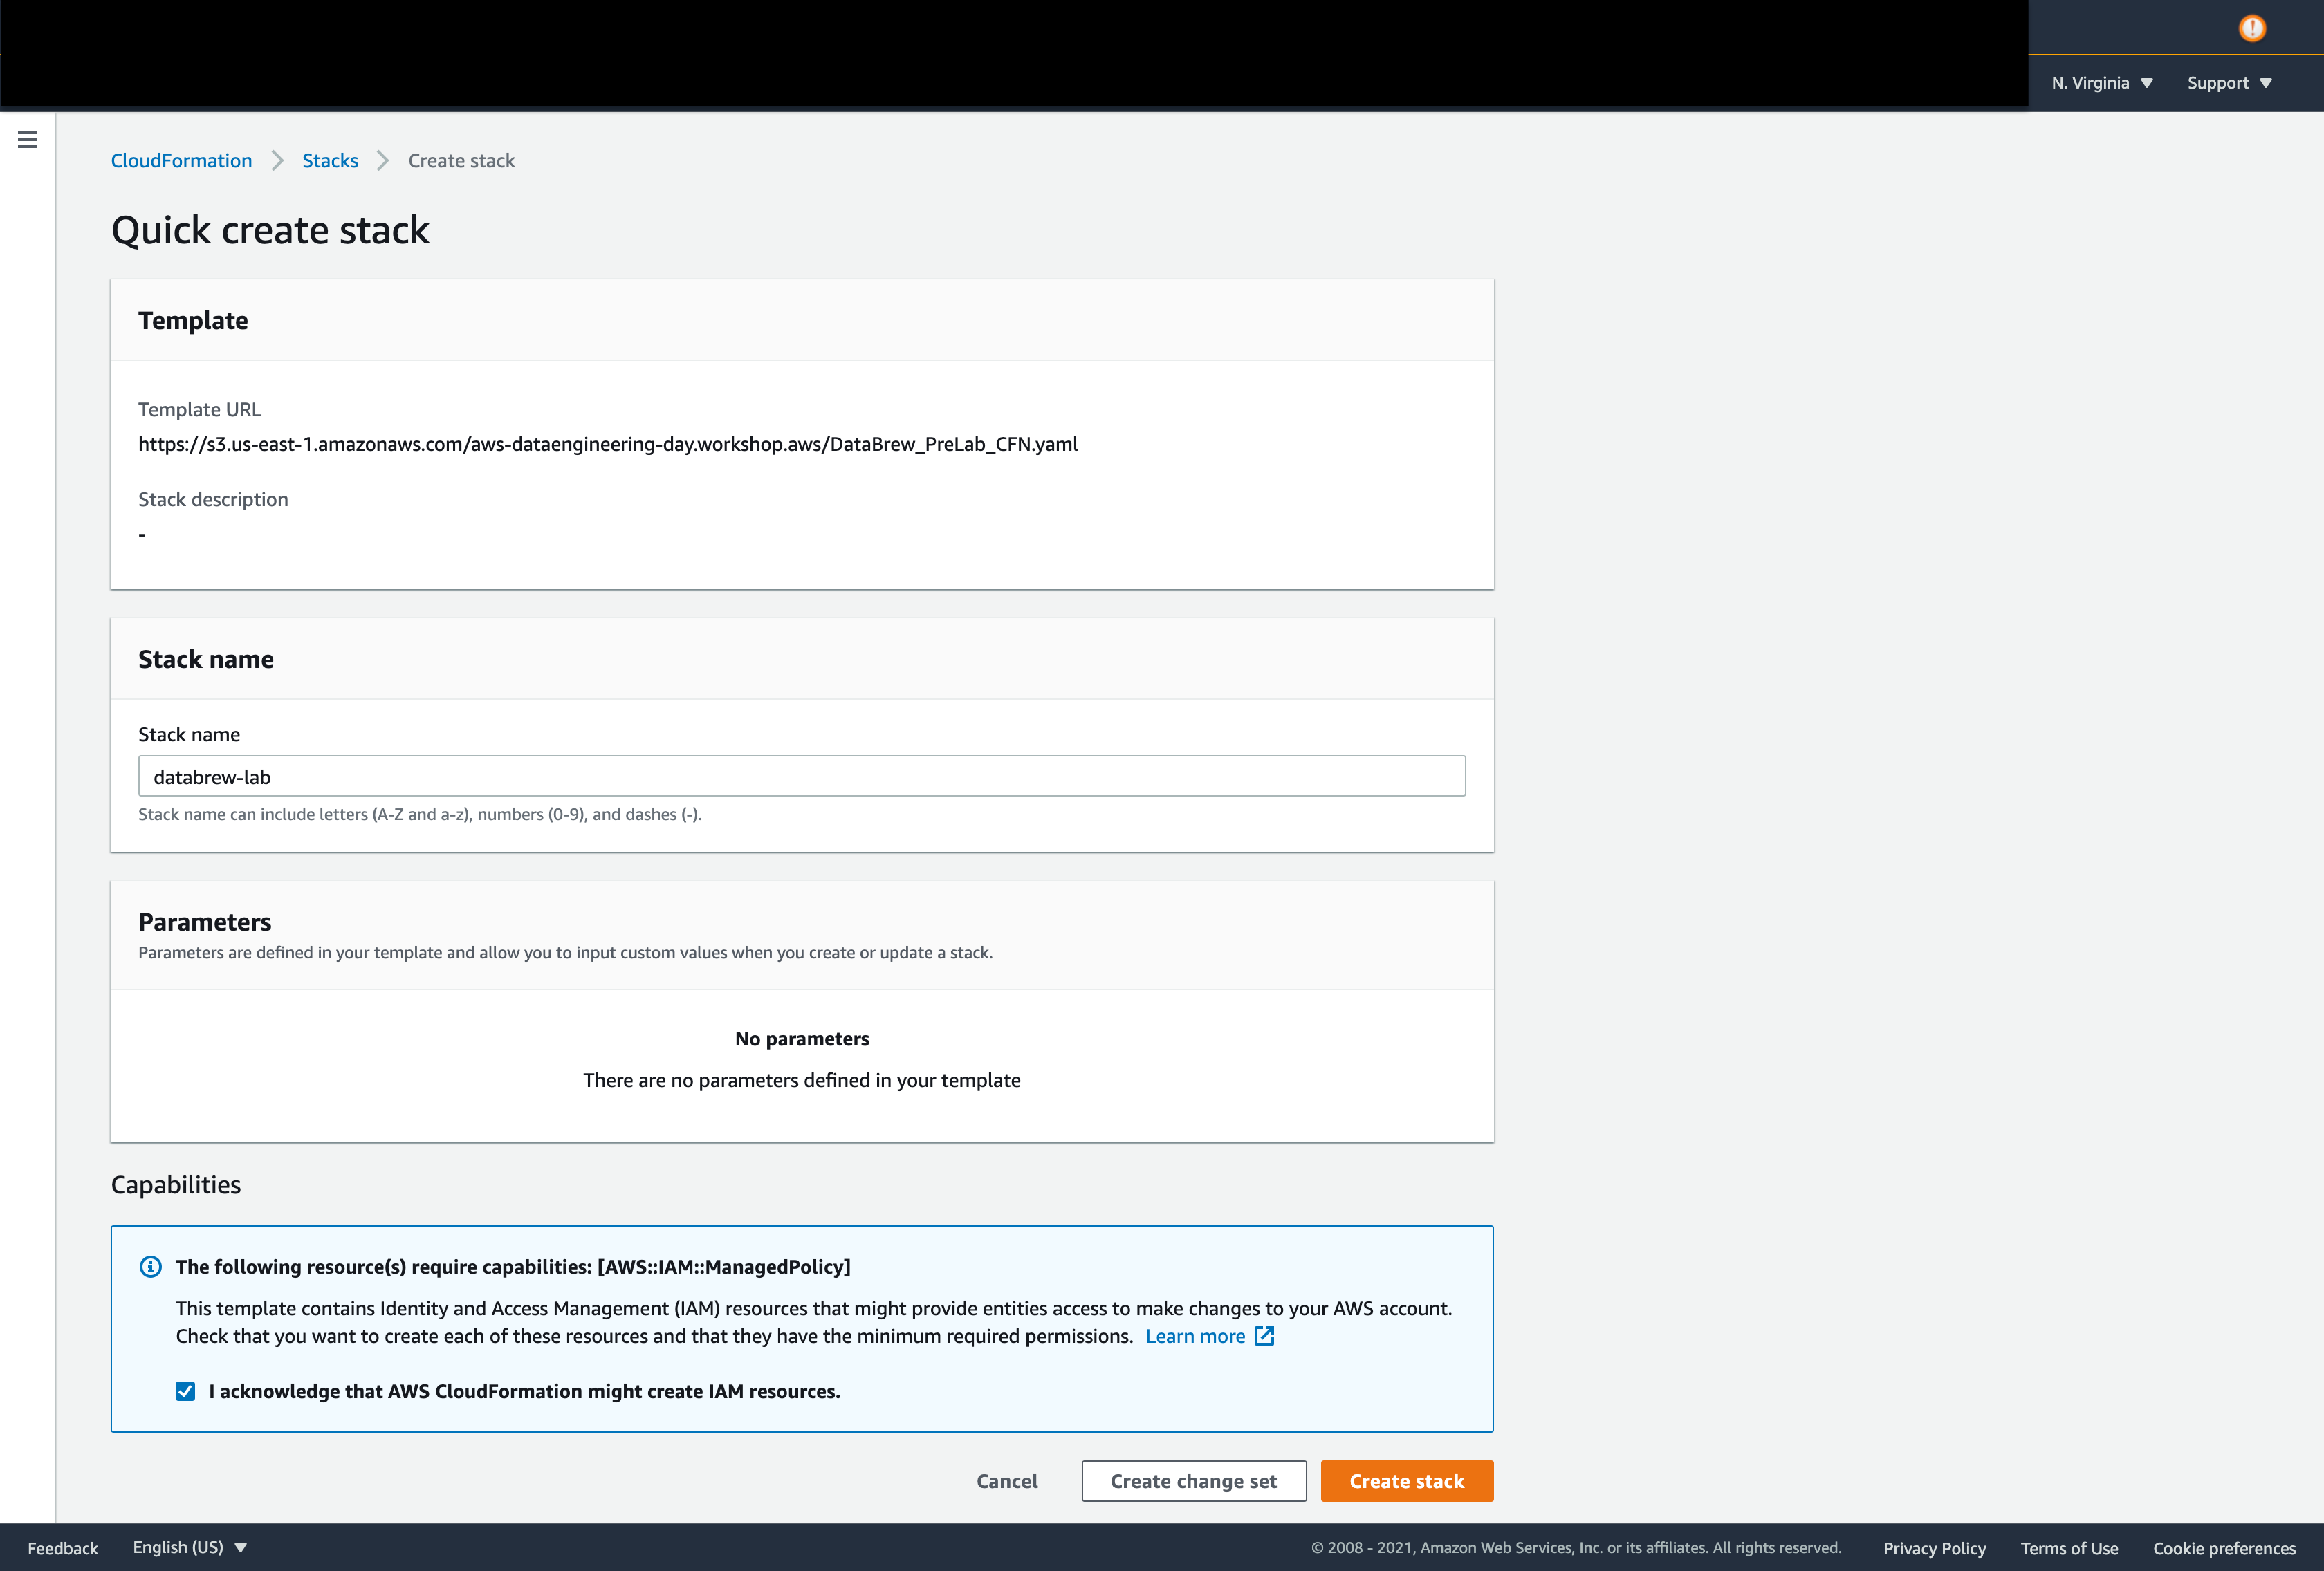 N. Virginia
Support
CloudFormation
Stacks
Create stack
Quick create stack
Template
Template URL
https://s3.us-east-1.amazonaws.com/aws-dataengineering-day.workshop.aws/DataBrew_PreLab_CFN.yaml
Stack description
-
Stack name
Stack name
databrew-lab
Stack name can include letters (A-Z and a-z), numbers (0-9), and dashes (-).
Parameters
Parameters are defined in your template and allow you to input custom values when you create or update a stack.
No parameters
There are no parameters defined in your template
Capabilities
The following resource(s) require capabilities: [AWS::IAM::ManagedPolicy]
This template contains Identity and Access Management (IAM) resources that might provide entities access to make changes to your AWS account.
Check that you want to create each of these resources and that they have the minimum required permissions. Learn more
I acknowledge that AWS CloudFormation might create IAM resources.
Cancel
Create change set
Create stack
Feedback
English (US)
© 2008 - 2021, Amazon Web Services, Inc. or its affiliates. All rights reserved.
Privacy Policy
Terms of Use
Cookie preferences